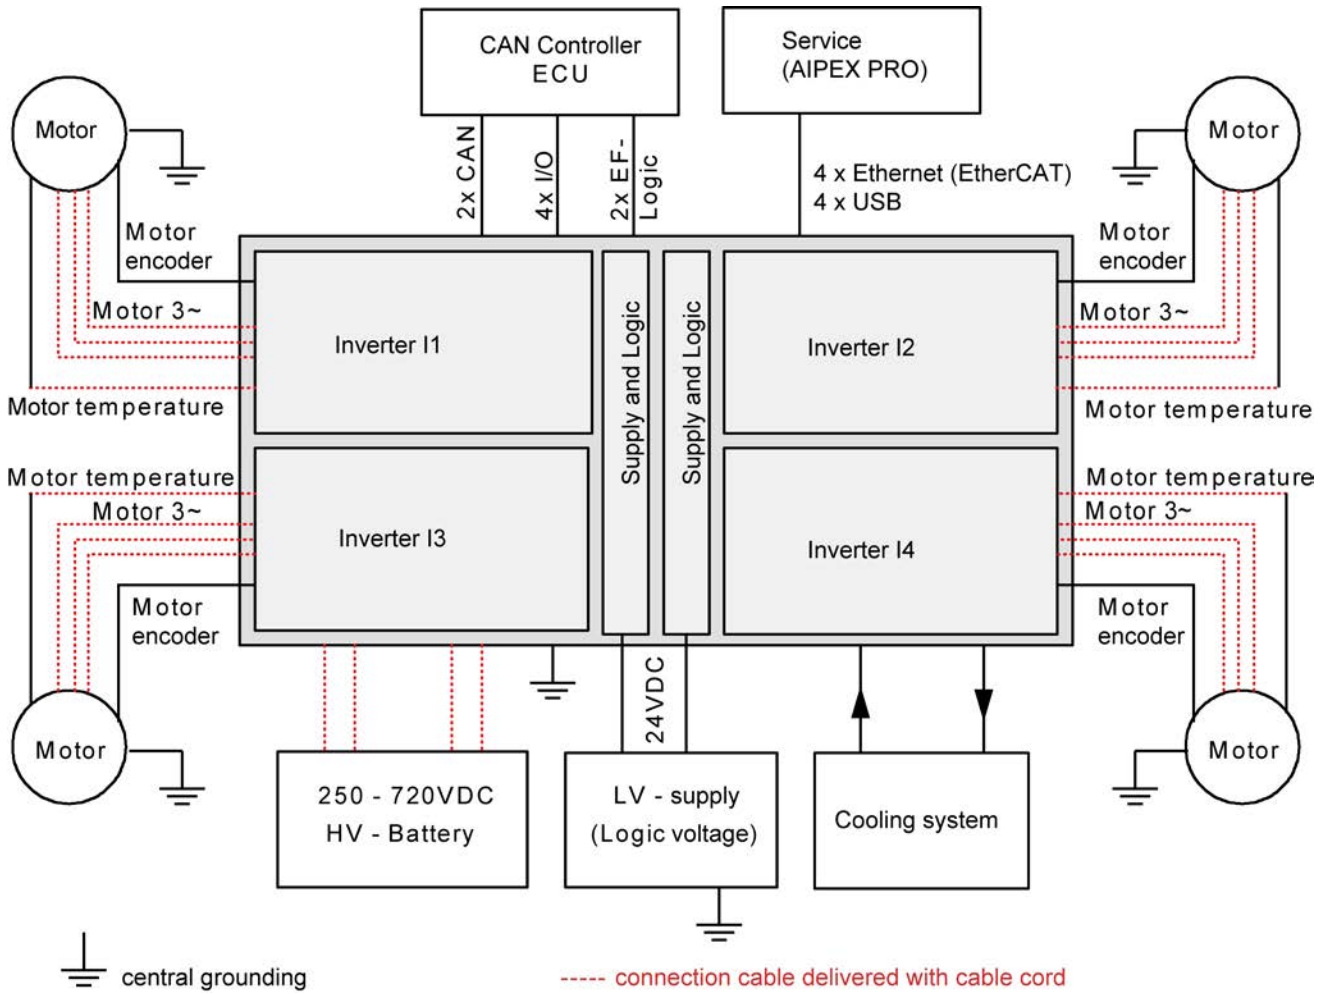 CAN Controller
ECU
Service
(AIPEX PRO)
Motor
Motor
2x CAN
4x I/O
2x EF-
Logic
4 x Ethernet (EtherCAT)
4 x USB
Motor
encoder
Motor
encoder
Motor 3~
Motor 3~
Inverter I1
Supply and Logic
Supply and Logic
Inverter I2
Motor temperature
Motor temperature
Motor temperature
Motor temperature
Motor 3~
Motor 3~
Inverter I3
Inverter I4
Motor
encoder
Motor
encoder
24VDC
Motor
Motor
250 - 720VDC
HV - Battery
LV - supply
(Logic voltage)
Cooling system
central grounding
----- connection cable delivered with cable cord